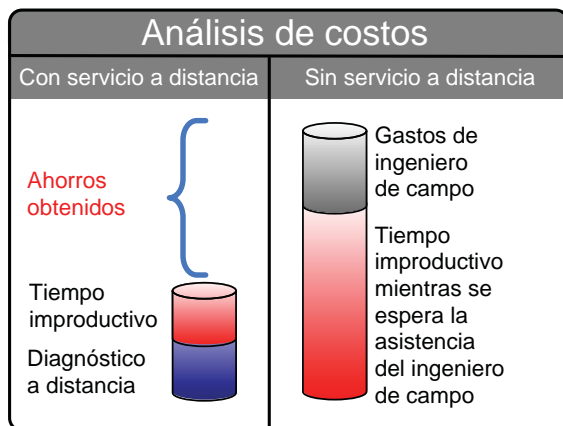 Análisis de costos
Con servicio a distancia
Sin servicio a distancia
Ahorros
obtenidos
Tiempo
improductivo
Diagnóstico
a distancia
Gastos de
ingeniero
de campo
Tiempo
improductivo
mientras se
espera la
asistencia
del ingeniero
de campo